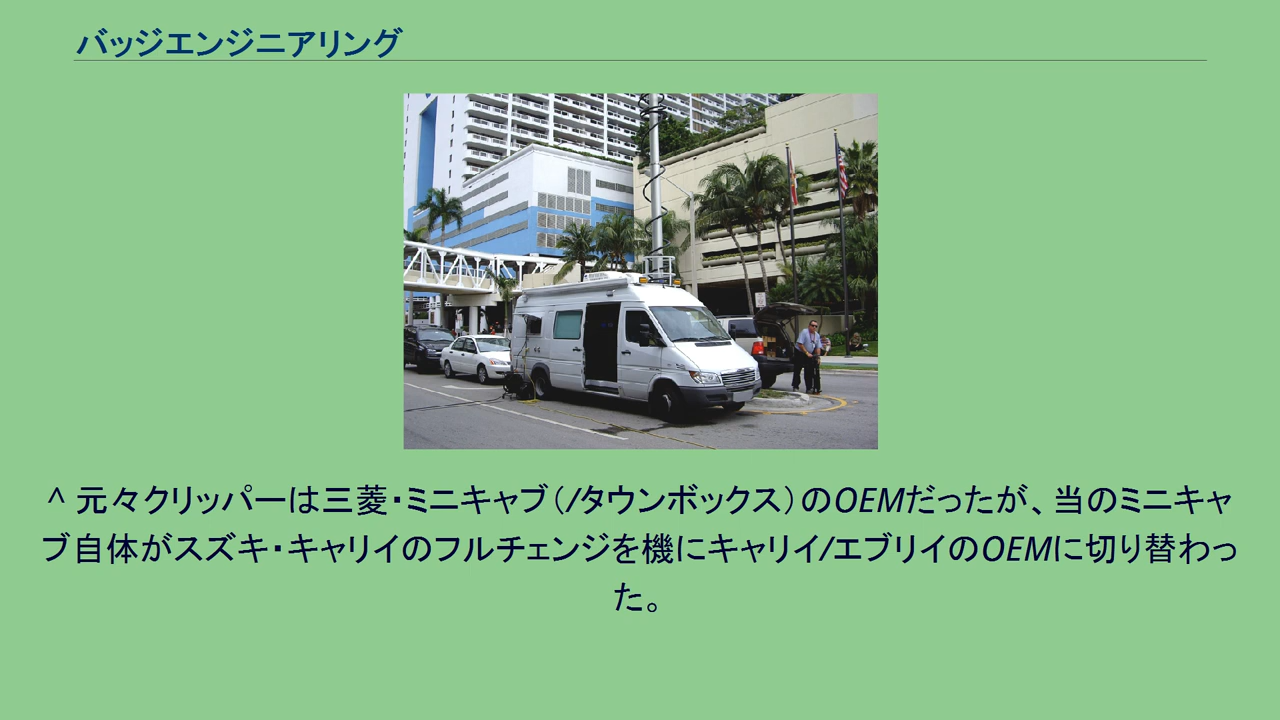 バッジエンジニアリング
^ 元々クリッパーは三菱・ミニキャブ（/タウンボックス）のOEMだったが、当のミニキャ
ブ自体がスズキ・キャリイのフルチェンジを機にキャリイ/エブリイのOEMに切り替わっ
た。